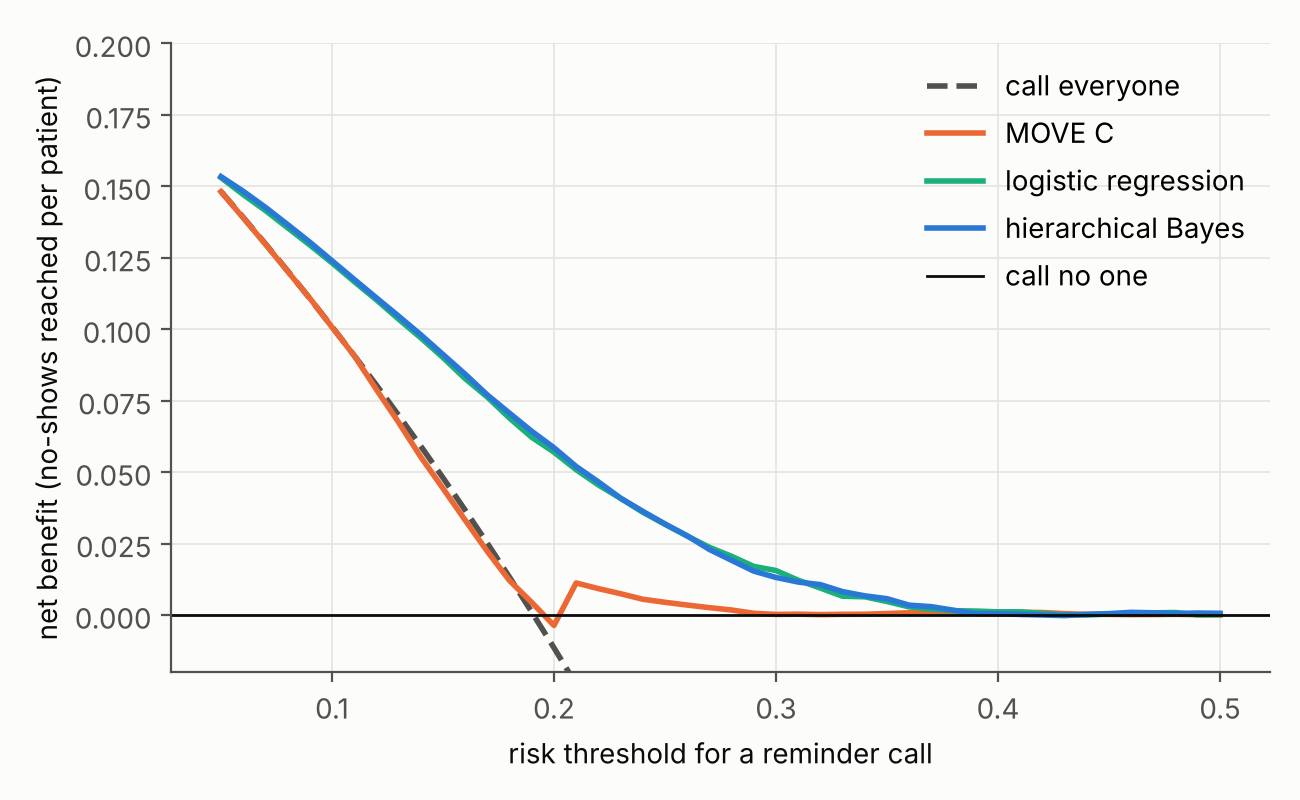 net benefit (no-shows reached per patient)
0.200
0.175
0.150
0.125
0.100
0.075
0.050
0.025
0.000
call everyone
MOVE C
logistic regression
hierarchical Bayes
call no one
0.1
0.2
0.3
0.4
0.5
risk threshold for a reminder call